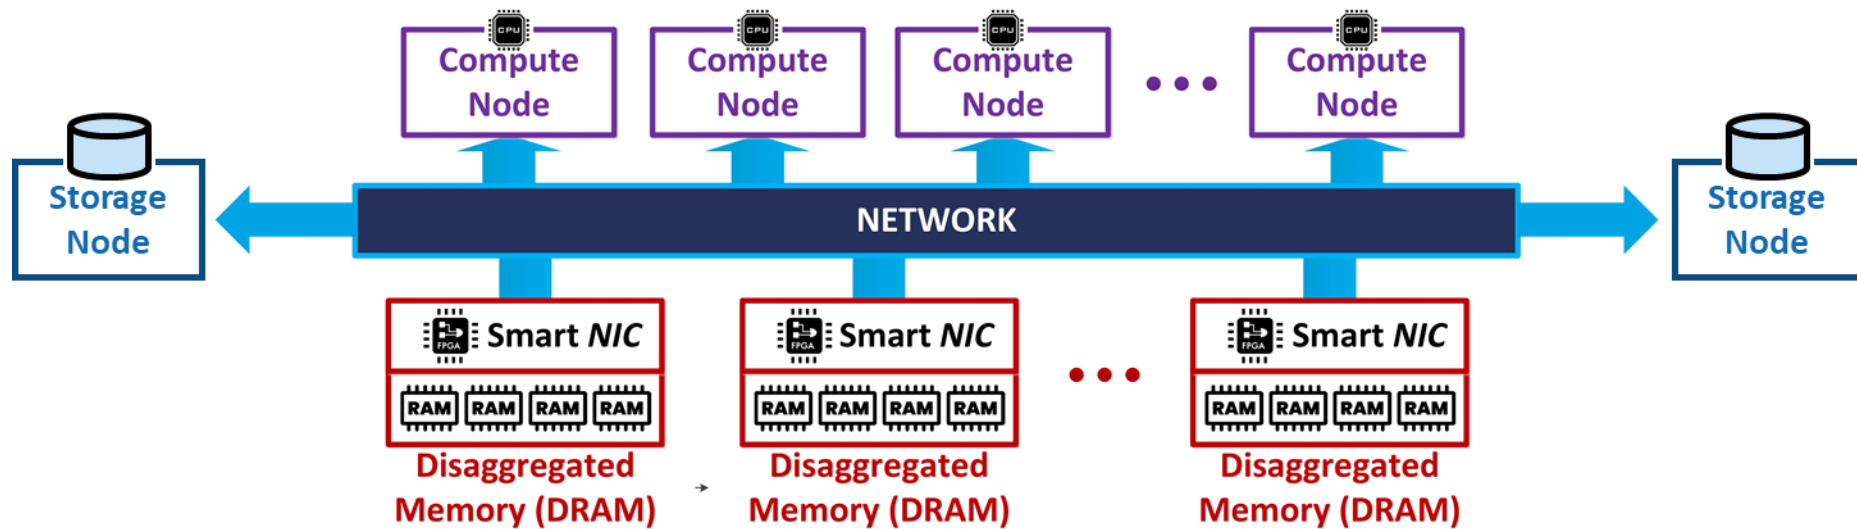 CPU
Compute
Node
CPU
Compute
Node
CPU
Compute
Node
CPU
Compute
Node
Storage
Node
NETWORK
Storage
Node
FPGA
Smart NIC
RAM RAM RAM RAM
Disaggregated
Memory (DRAM)
FPGA
Smart NIC
RAM RAM RAM RAM
Disaggregated
Memory (DRAM)
FPGA
Smart NIC
RAM RAM RAM RAM
Disaggregated
Memory (DRAM)